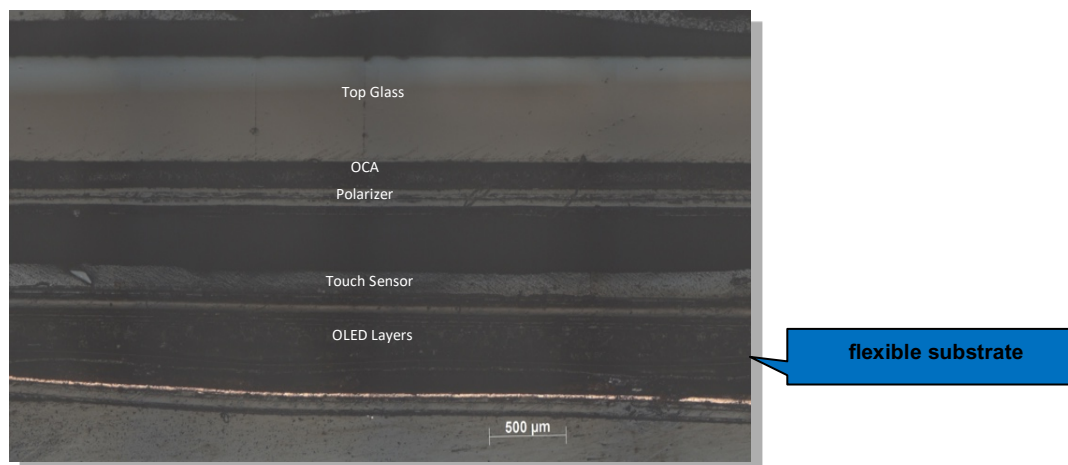 Top Glass
OCA
Polarizer
Touch Sensor
OLED Layers
flexible substrate
500 µm